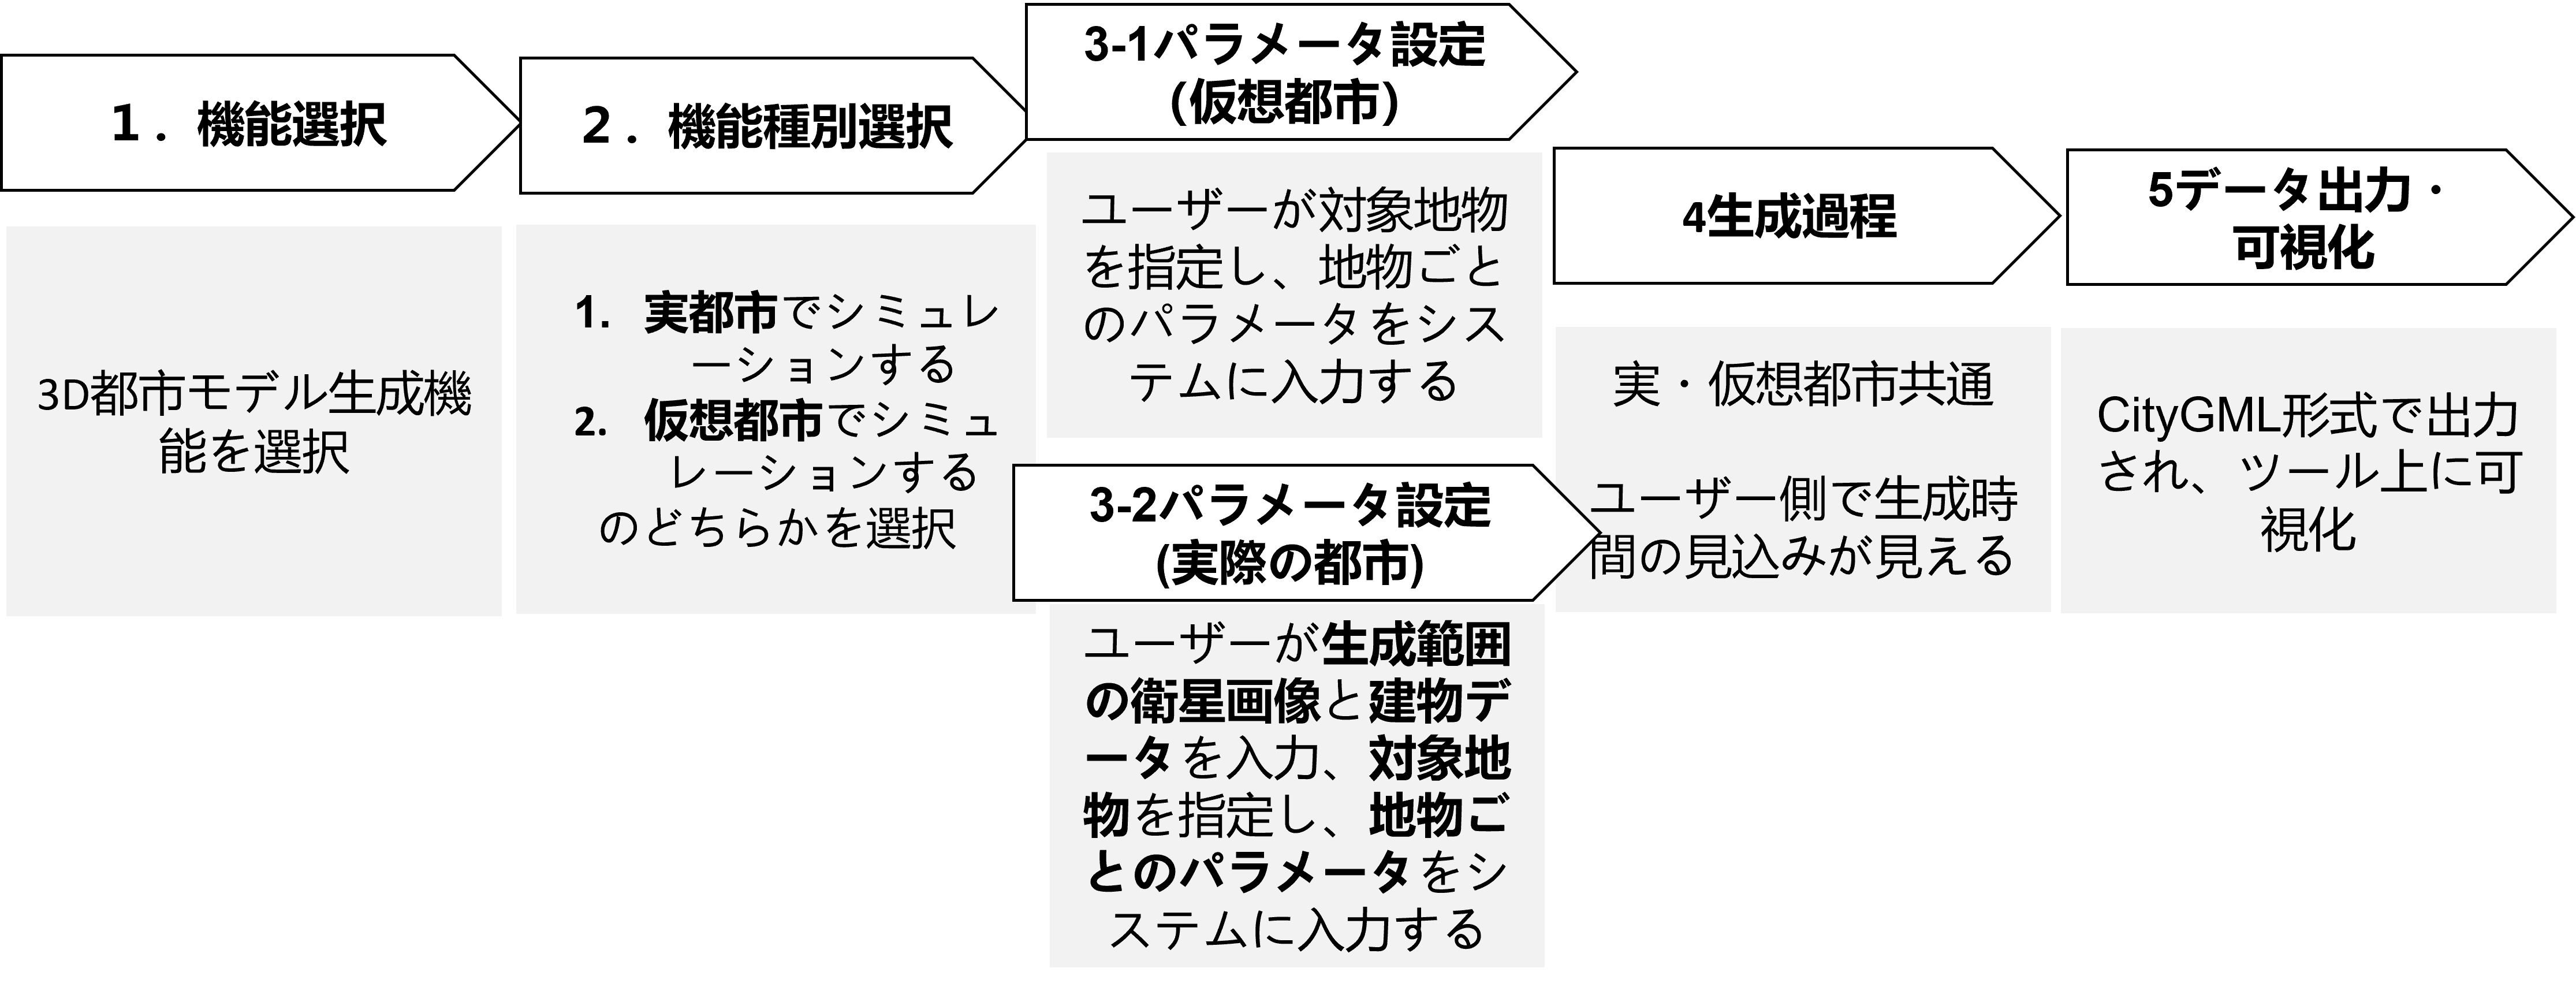 １．機能選択
3D都市モデル生成機
能を選択
２．機能種別選択
1. 実都市でシミュレ
ーションする
2. 仮想都市でシミュ
レーションする
のどちらかを選択
3-1パラメータ設定
(仮想都市)
ユーザーが対象地物
を指定し、地物ごと
のパラメータをシス
テムに入力する
3-2パラメータ設定
(実際の都市)
ユーザーが生成範囲
の衛星画像と建物デ
ータを入力、対象地
物を指定し、地物ご
とのパラメータをシ
ステムに入力する
4生成過程
実・仮想都市共通
ユーザー側で生成時
間の見込みが見える
5データ出力・
可視化
CityGML形式で出力
され、ツール上に可
視化